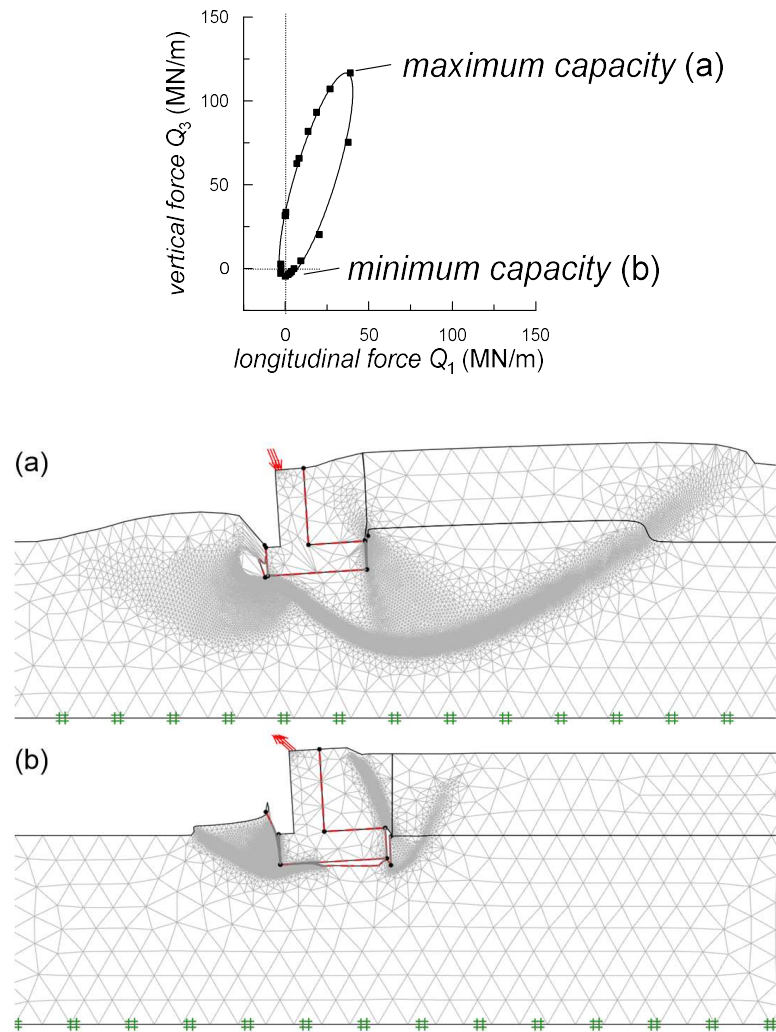 150
maximum capacity (a)
100
vertical force Q3 (MN/m)
50
0
minimum capacity (b)
0 50 100 150
longitudinal force Q1 (MN/m)
(a)
(b)